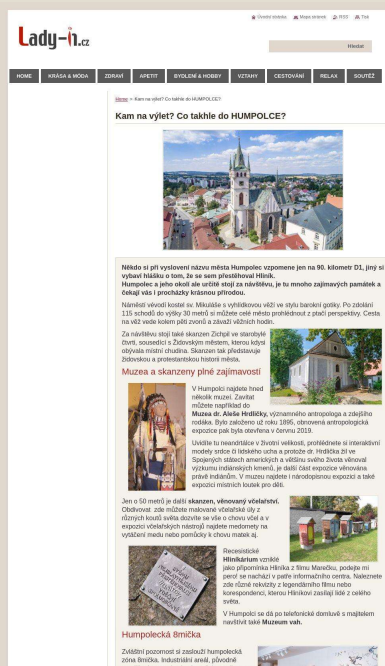 Úvodní stránka Mapa stránek RSS Tisk
Lady-in.cz
Hledat
HOME KRÁSA & MÓDA ZDRAVÍ APETIT BYDLENÍ & HOBBY VZTAHY CESTOVÁNÍ RELAX SOUTĚŽ
Home > Kam na výlet? Co takhle do HUMPOLCE?
Kam na výlet? Co takhle do HUMPOLCE?
Někdo si při vyslovení názvu města Humpolec vzpomene jen na 90. kilometr D1, jiný si
vybaví hlášku o tom, že se sem přestěhoval Hliník.
Humpolec a jeho okolí ale určitě stojí za návštěvu, je tu mnoho zajímavých památek a
čekají vás i procházky krásnou přírodou.
Náměstí vévodí kostel sv. Mikuláše s vyhlídkovou věží ve stylu barokní gotiky. Po zdolání
115 schodů do výšky 30 metrů si můžete celé město prohlédnout z ptačí perspektivy. Cesta
na věž vede kolem pěti zvonů a závaží věžních hodin.
Za návštěvu stojí také skanzen Zichpil ve starobylé
čtvrti, sousedící s Židovským městem, kterou kdysi
obývala místní chudina. Skanzen tak představuje
židovskou a protestantskou historii města.
Muzea a skanzeny plné zajímavostí
V Humpolci najdete hned
několik muzeí. Zavítat
můžete například do
Muzea dr. Aleše Hrdličky, významného antropologa a zdejšího
rodáka. Bylo založeno už roku 1895, obnovená antropologická
expozice pak byla otevřena v červnu 2019.
Uvidíte tu neandrtálce v životní velikosti, prohlédnete si interaktivní
modely srdce či lidského ucha a protože dr. Hrdlička žil ve
Spojených státech amerických a většinu svého života věnoval
výzkumu indiánských kmenů, je další část expozice věnována
právě indiánům. V muzeu najdete i národopisnou expozici a také
expozici místních loutek pro děti.
Jen o 50 metrů je další skanzen, věnovaný včelařství.
Obdivovat zde můžete malované včelařské úly z
různých koutů světa dozvíte se vše o chovu včel a v
expozici včelařských nástrojů najdete medomety na
vytáčení medu nebo pomůcky k chovu matek aj.
Recesistické
Hliníkárium vzniklé
jako připomínka Hliníka z filmu Marečku, podejte mi
pero! se nachází v patře informačního centra. Naleznete
zde různé rekvizity z legendárního filmu nebo
korespondenci, kterou Hliníkovi zasílají lidé z celého
světa.
V Humpolci se dá po telefonické domluvě s majitelem
navštívit také Muzeum vah.
Humpolecká 8mička
Zvláštní pozornost si zaslouží humpolecká
zóna 8mička. Industriální areál, původně